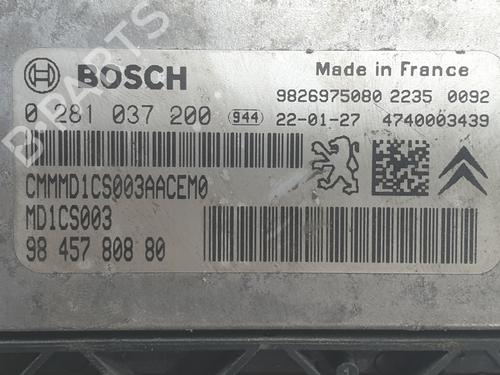 BOSCH
Made in France
9826975080 2235 0092
0 281 037 200 944 22-01-27 4740003439
CMMMD1CS003AACEM0
MD1CS003
98 457 808 80
B-PARTS